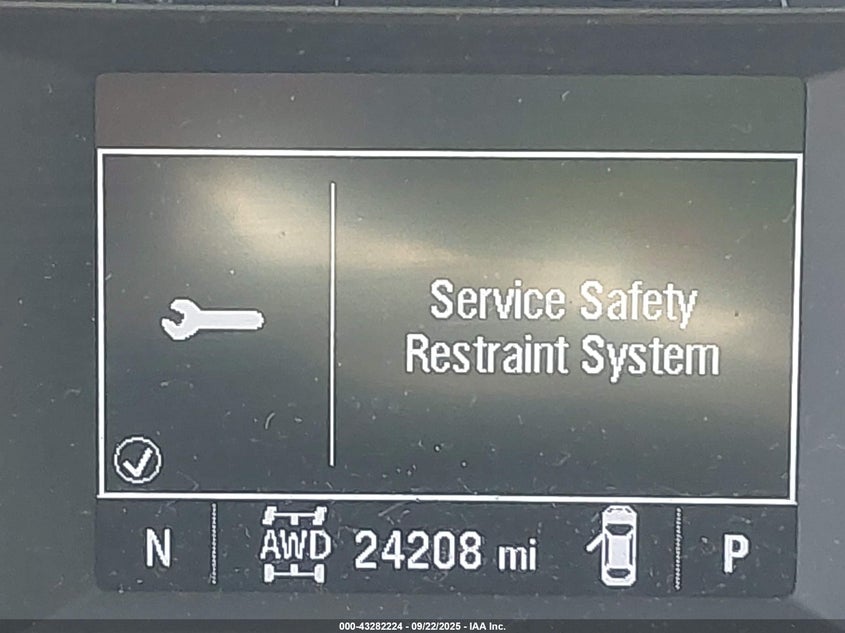 Service Safety
Restraint System
N AWD 24208 mi P
000-43282224 - 09/22/2025 - IAA Inc.